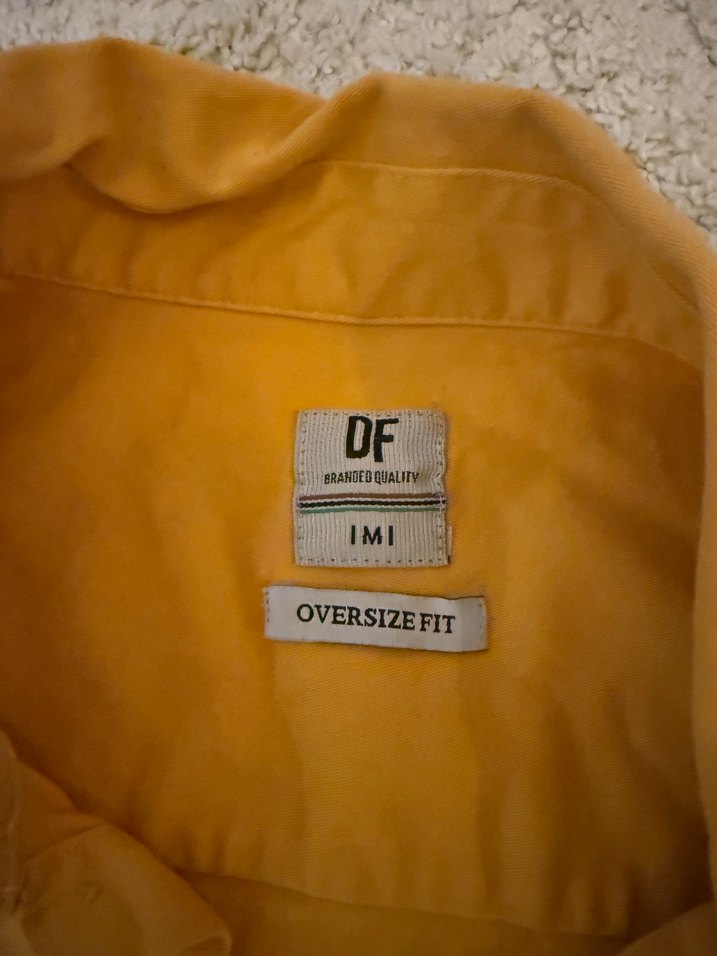 DF
BRANDED QUALITY
| M |
OVERSIZE FIT